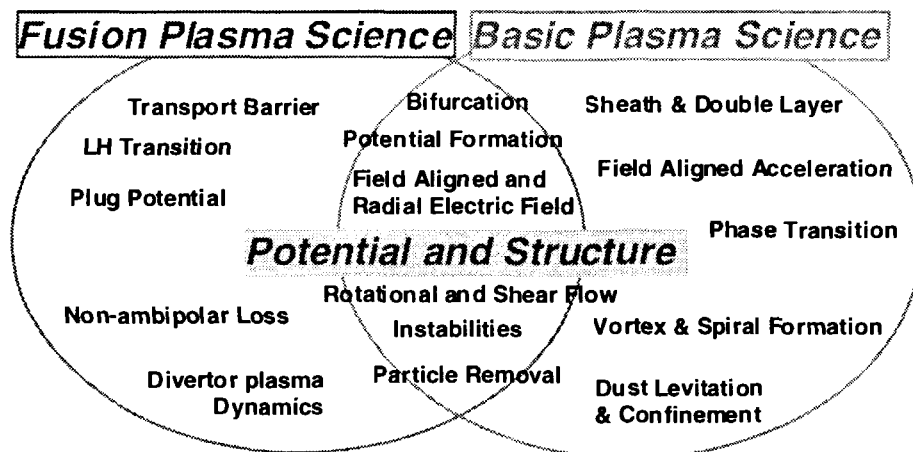 Fusion Plasma Science
Basic Plasma Science
Transport Barrier
LH Transition
Plug Potential
Bifurcation
Potential Formation
Field Aligned and
Radial Electric Field
Sheath & Double Layer
Field Aligned Acceleration
Phase Transition
Potential and Structure
Non-ambipolar Loss
Divertor plasma
Dynamics
Rotational and Shear Flow
Instabilities
Particle Removal
Vortex & Spiral Formation
Dust Levitation
& Confinement